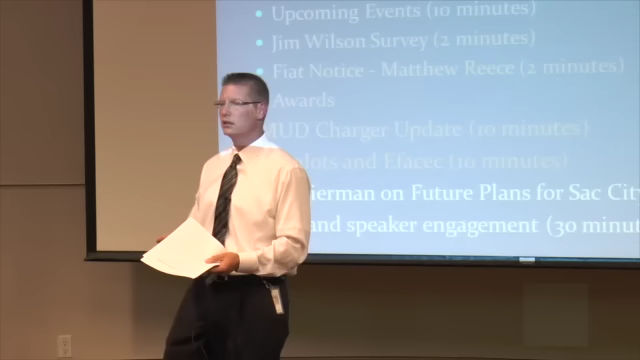 Upcoming Events (10 minutes)
Jim Wilson Survey (2 minutes)
Fiat Notice - Matthew Reece (2 minutes)
Awards
MUD Charger Update (10 minutes)
and Efacec (10 minutes)
on Future Plans for Sac
and speaker engagement (30